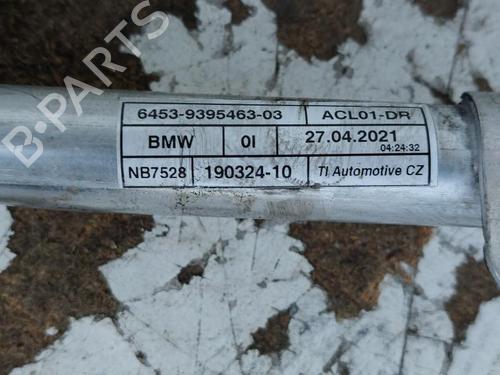 B-PARTS
6453-9395463-03 ACL01-DR
BMW 0I 27.04.2021
04:24:32
NB7528 190324-10 TI Automotive CZ